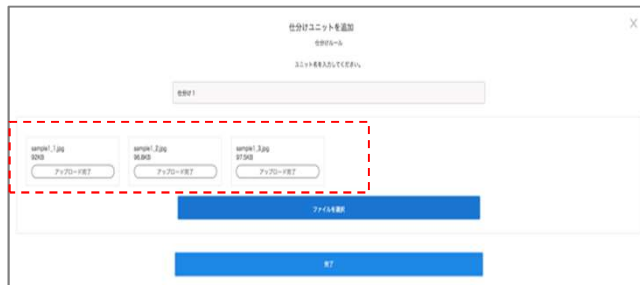 仕分けユニットを追加
X
仕分けルール
ユニット名を入力してください。
仕分け1
sample1_1.jpg
92KB
アップロード完了
sample1_2.jpg
96.8KB
アップロード完了
sample1_3.jpg
97.5KB
アップロード完了
ファイルを選択
完了